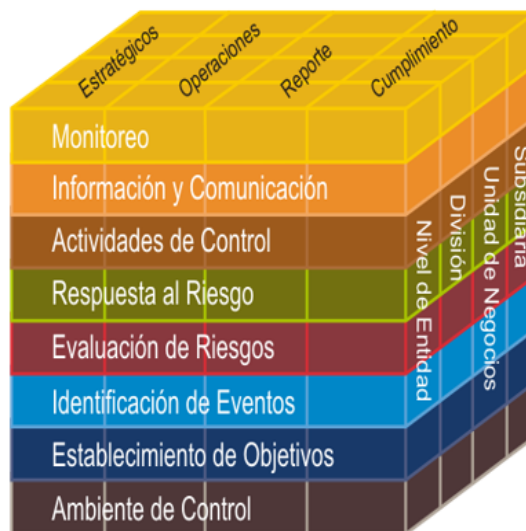 Estratégicos
Operaciones
Reporte
Cumplimiento
Monitoreo
Información y Comunicación
Actividades de Control
Respuesta al Riesgo
Evaluación de Riesgos
Identificación de Eventos
Establecimiento de Objetivos
Ambiente de Control
Nivel de Entidad
División
Unidad de Negocios
Subsidiaria